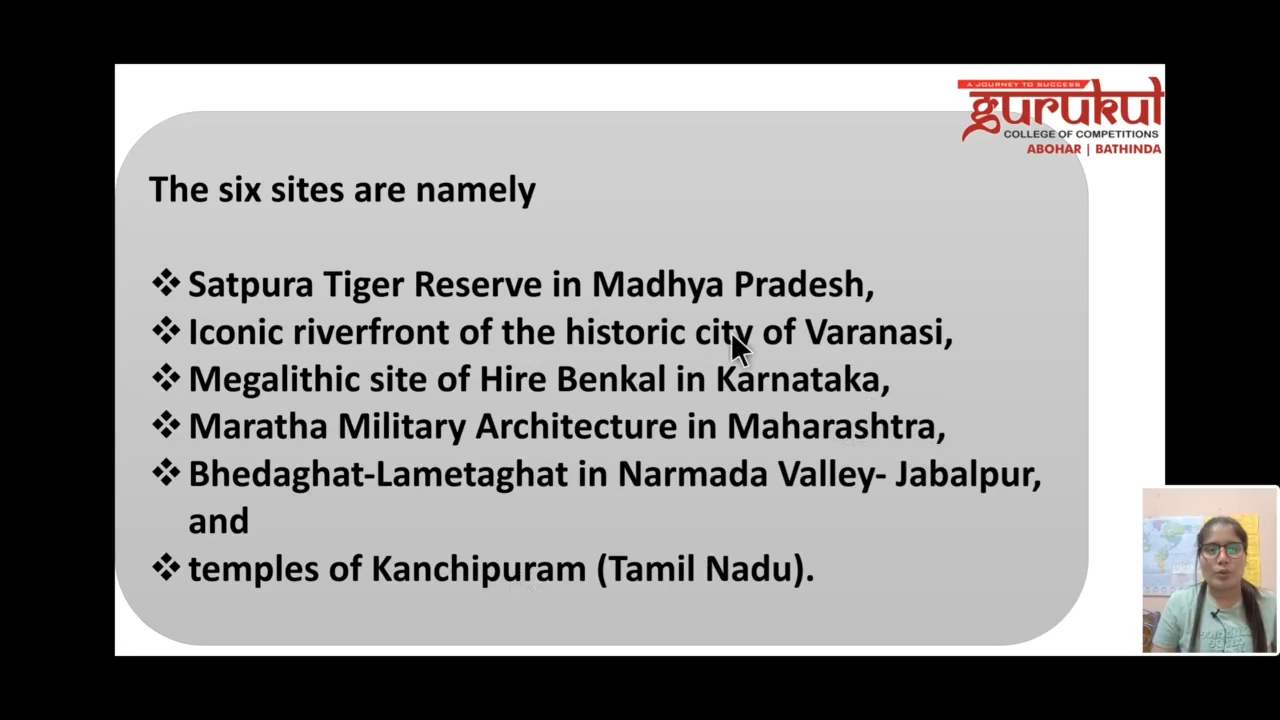 A JOURNEY TO SUCCESS
gurukul
COLLEGE OF COMPETITIONS
ABOHAR | BATHINDA
The six sites are namely
❖ Satpura Tiger Reserve in Madhya Pradesh,
❖ Iconic riverfront of the historic city of Varanasi,
❖ Megalithic site of Hire Benkal in Karnataka,
❖ Maratha Military Architecture in Maharashtra,
❖ Bhedaghat-Lametaghat in Narmada Valley- Jabalpur,
and
❖ temples of Kanchipuram (Tamil Nadu).